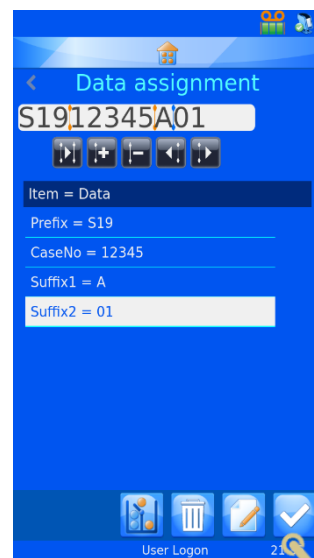 Data assignment
S1912345A01
Item = Data
Prefix = S19
CaseNo = 12345
Suffix1 = A
Suffix2 = 01
User Logon